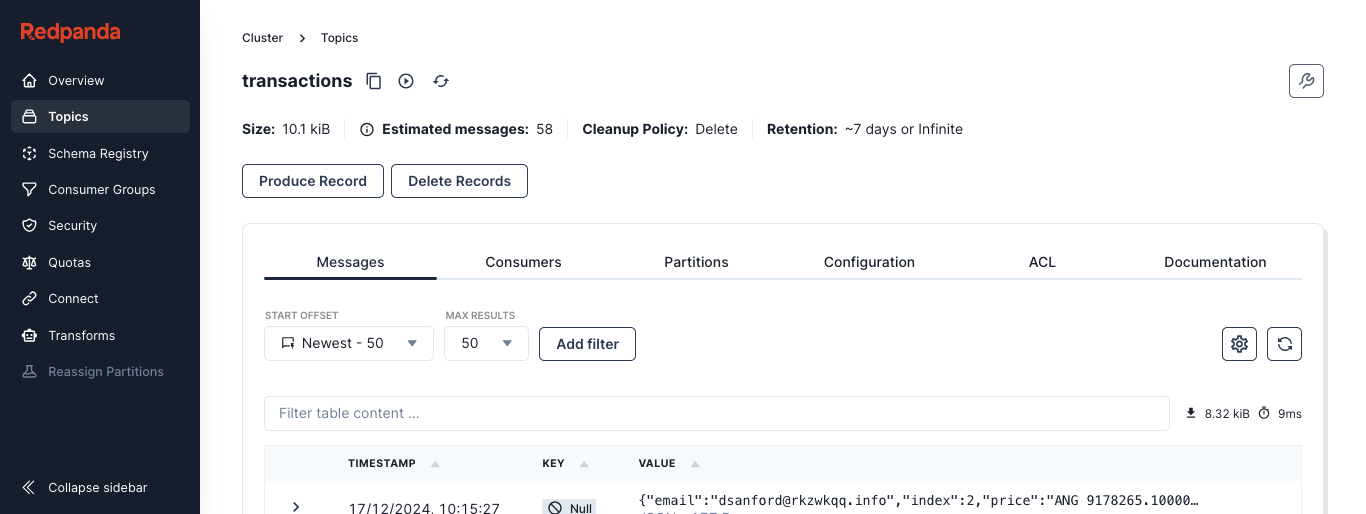 Redpanda
Overview
Topics
Schema Registry
Consumer Groups
Security
Quotas
Connect
Transforms
Reassign Partitions
Collapse sidebar
Cluster > Topics
transactions
Size: 10.1 kiB Estimated messages: 58 Cleanup Policy: Delete Retention: ~7 days or Infinite
Produce Record Delete Records
Messages Consumers Partitions Configuration ACL Documentation
START OFFSET MAX RESULTS
Newest - 50 50 Add filter
Filter table content ... 8.32 kiB 9ms
TIMESTAMP KEY VALUE
17/12/2024, 10:15:27 Null {"email":"dsanford@rkzwkqq.info","index":2,"price":"ANG 9178265.10000…